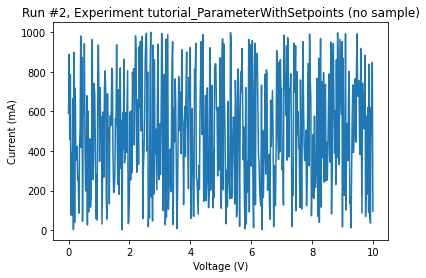 Run #2, Experiment tutorial_ParameterWithSetpoints (no sample)
1000
800
600
400
200
0
Current (mA)
0 2 4 6 8 10
Voltage (V)